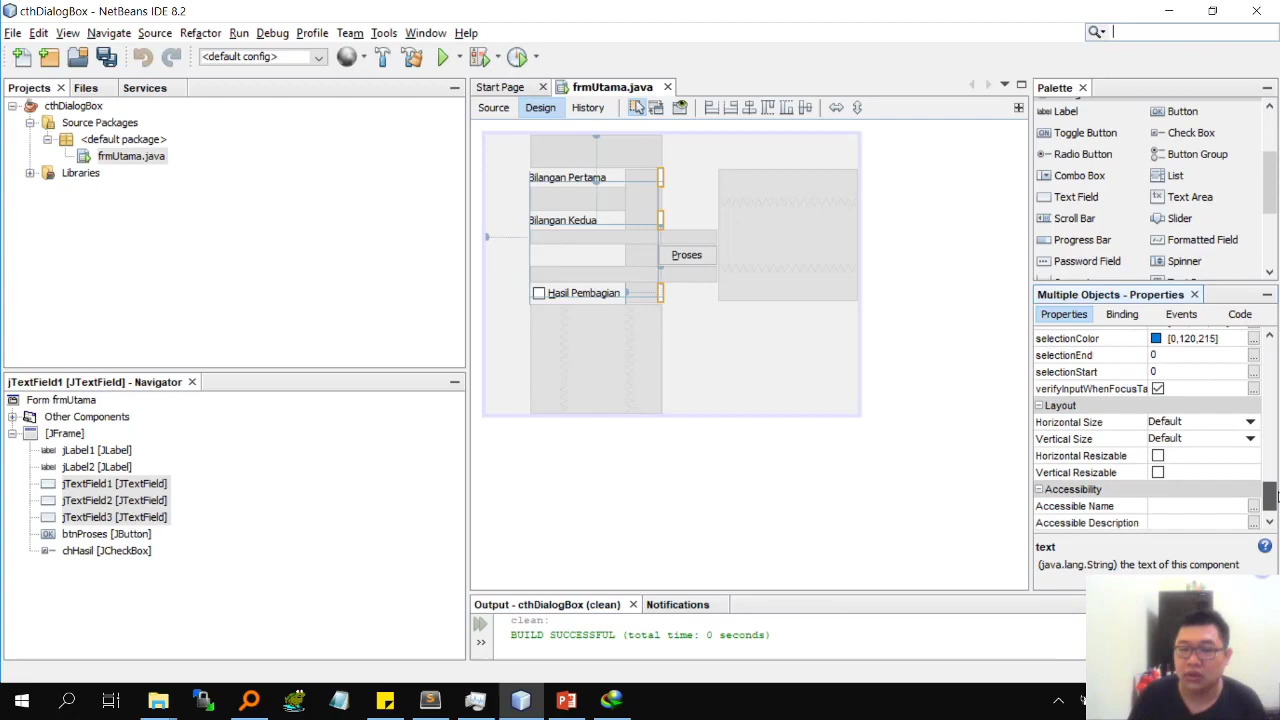 cthDialogBox - NetBeans IDE 8.2
File Edit View Navigate Source Refactor Run Debug Profile Team Tools Window Help
<default config>
Projects Files Services
cthDialogBox
Source Packages
<default package>
frmUtama.java
Libraries
jTextField1 [JTextField] - Navigator
Form frmUtama
Other Components
[JFrame]
jLabel1 [JLabel]
jLabel2 [JLabel]
jTextField1 [JTextField]
jTextField2 [JTextField]
jTextField3 [JTextField]
btnProses [JButton]
chHasil [JCheckBox]
Start Page frmUtama.java
Source Design History
Bilangan Pertama
Bilangan Kedua
Proses
Hasil Pembagian
Output - cthDialogBox (clean) Notifications
clean:
BUILD SUCCESSFUL (total time: 0 seconds)
Palette
Label Button
Toggle Button Check Box
Radio Button Button Group
Combo Box List
Text Field Text Area
Scroll Bar Slider
Progress Bar Formatted Field
Password Field Spinner
Multiple Objects - Properties
Properties Binding Events Code
selectionColor [0,120,215]
selectionEnd 0
selectionStart 0
verifyInputWhenFocusTa
Layout
Horizontal Size Default
Vertical Size Default
Horizontal Resizable
Vertical Resizable
Accessibility
Accessible Name
Accessible Description
text
(java.lang.String) the text of this component